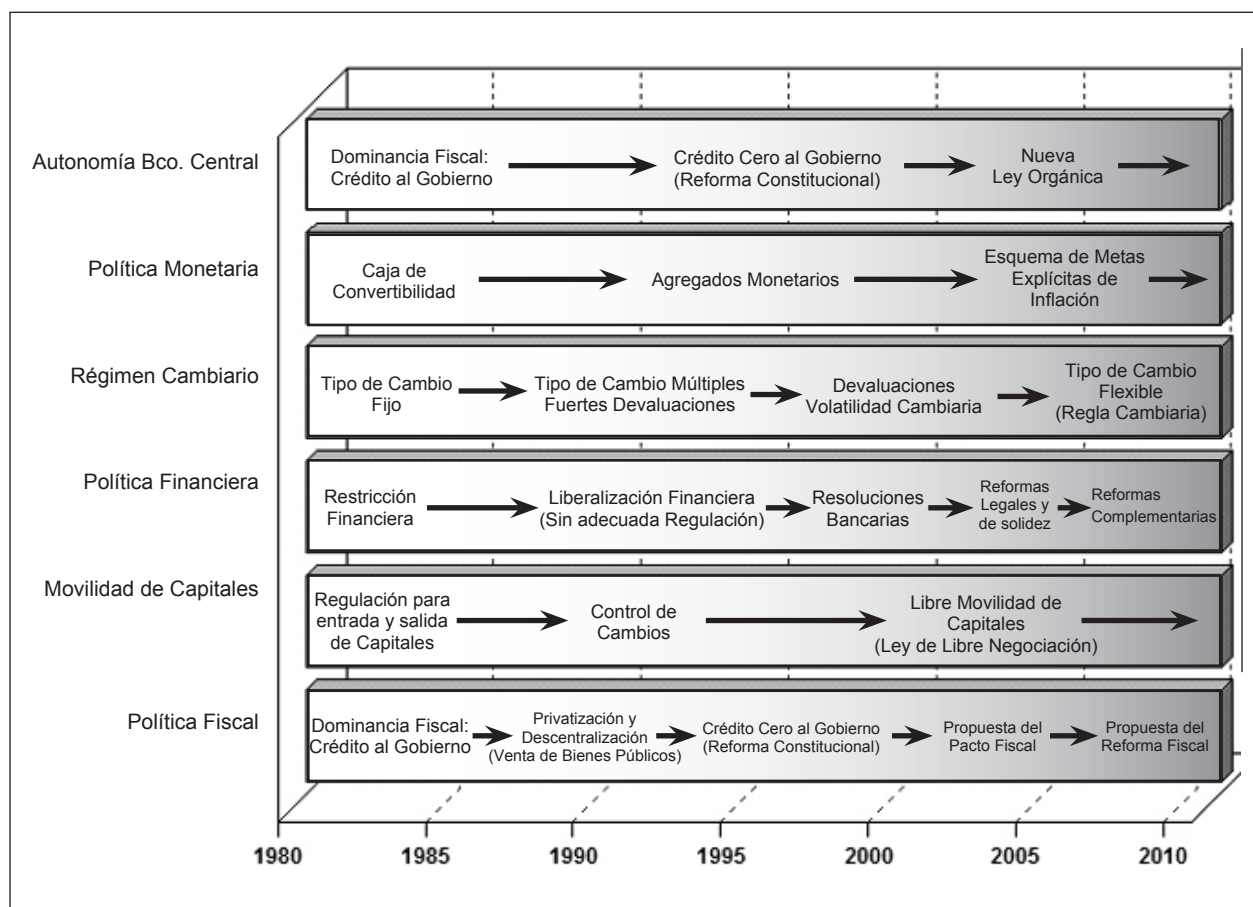 Autonomía Bco. Central
Dominancia Fiscal:
Crédito al Gobierno
Crédito Cero al Gobierno
(Reforma Constitucional)
Nueva
Ley Orgánica
Política Monetaria
Caja de
Convertibilidad
Agregados Monetarios
Esquema de Metas
Explícitas de
Inflación
Régimen Cambiario
Tipo de Cambio
Fijo
Tipo de Cambio Múltiples
Fuertes Devaluaciones
Devaluaciones
Volatilidad Cambiaria
Tipo de Cambio
Flexible
(Regla Cambiaria)
Política Financiera
Restricción
Financiera
Liberalización Financiera
(Sin adecuada Regulación)
Resoluciones
Bancarias
Reformas
Legales y
de solidez
Reformas
Complementarias
Movilidad de Capitales
Regulación para
entrada y salida
de Capitales
Control de
Cambios
Libre Movilidad de
Capitales
(Ley de Libre Negociación)
Política Fiscal
Dominancia Fiscal:
Crédito al Gobierno
Privatización y
Descentralización
(Venta de Bienes Públicos)
Crédito Cero al Gobierno
(Reforma Constitucional)
Propuesta del
Pacto Fiscal
Propuesta del
Reforma Fiscal
1980 1985 1990 1995 2000 2005 2010